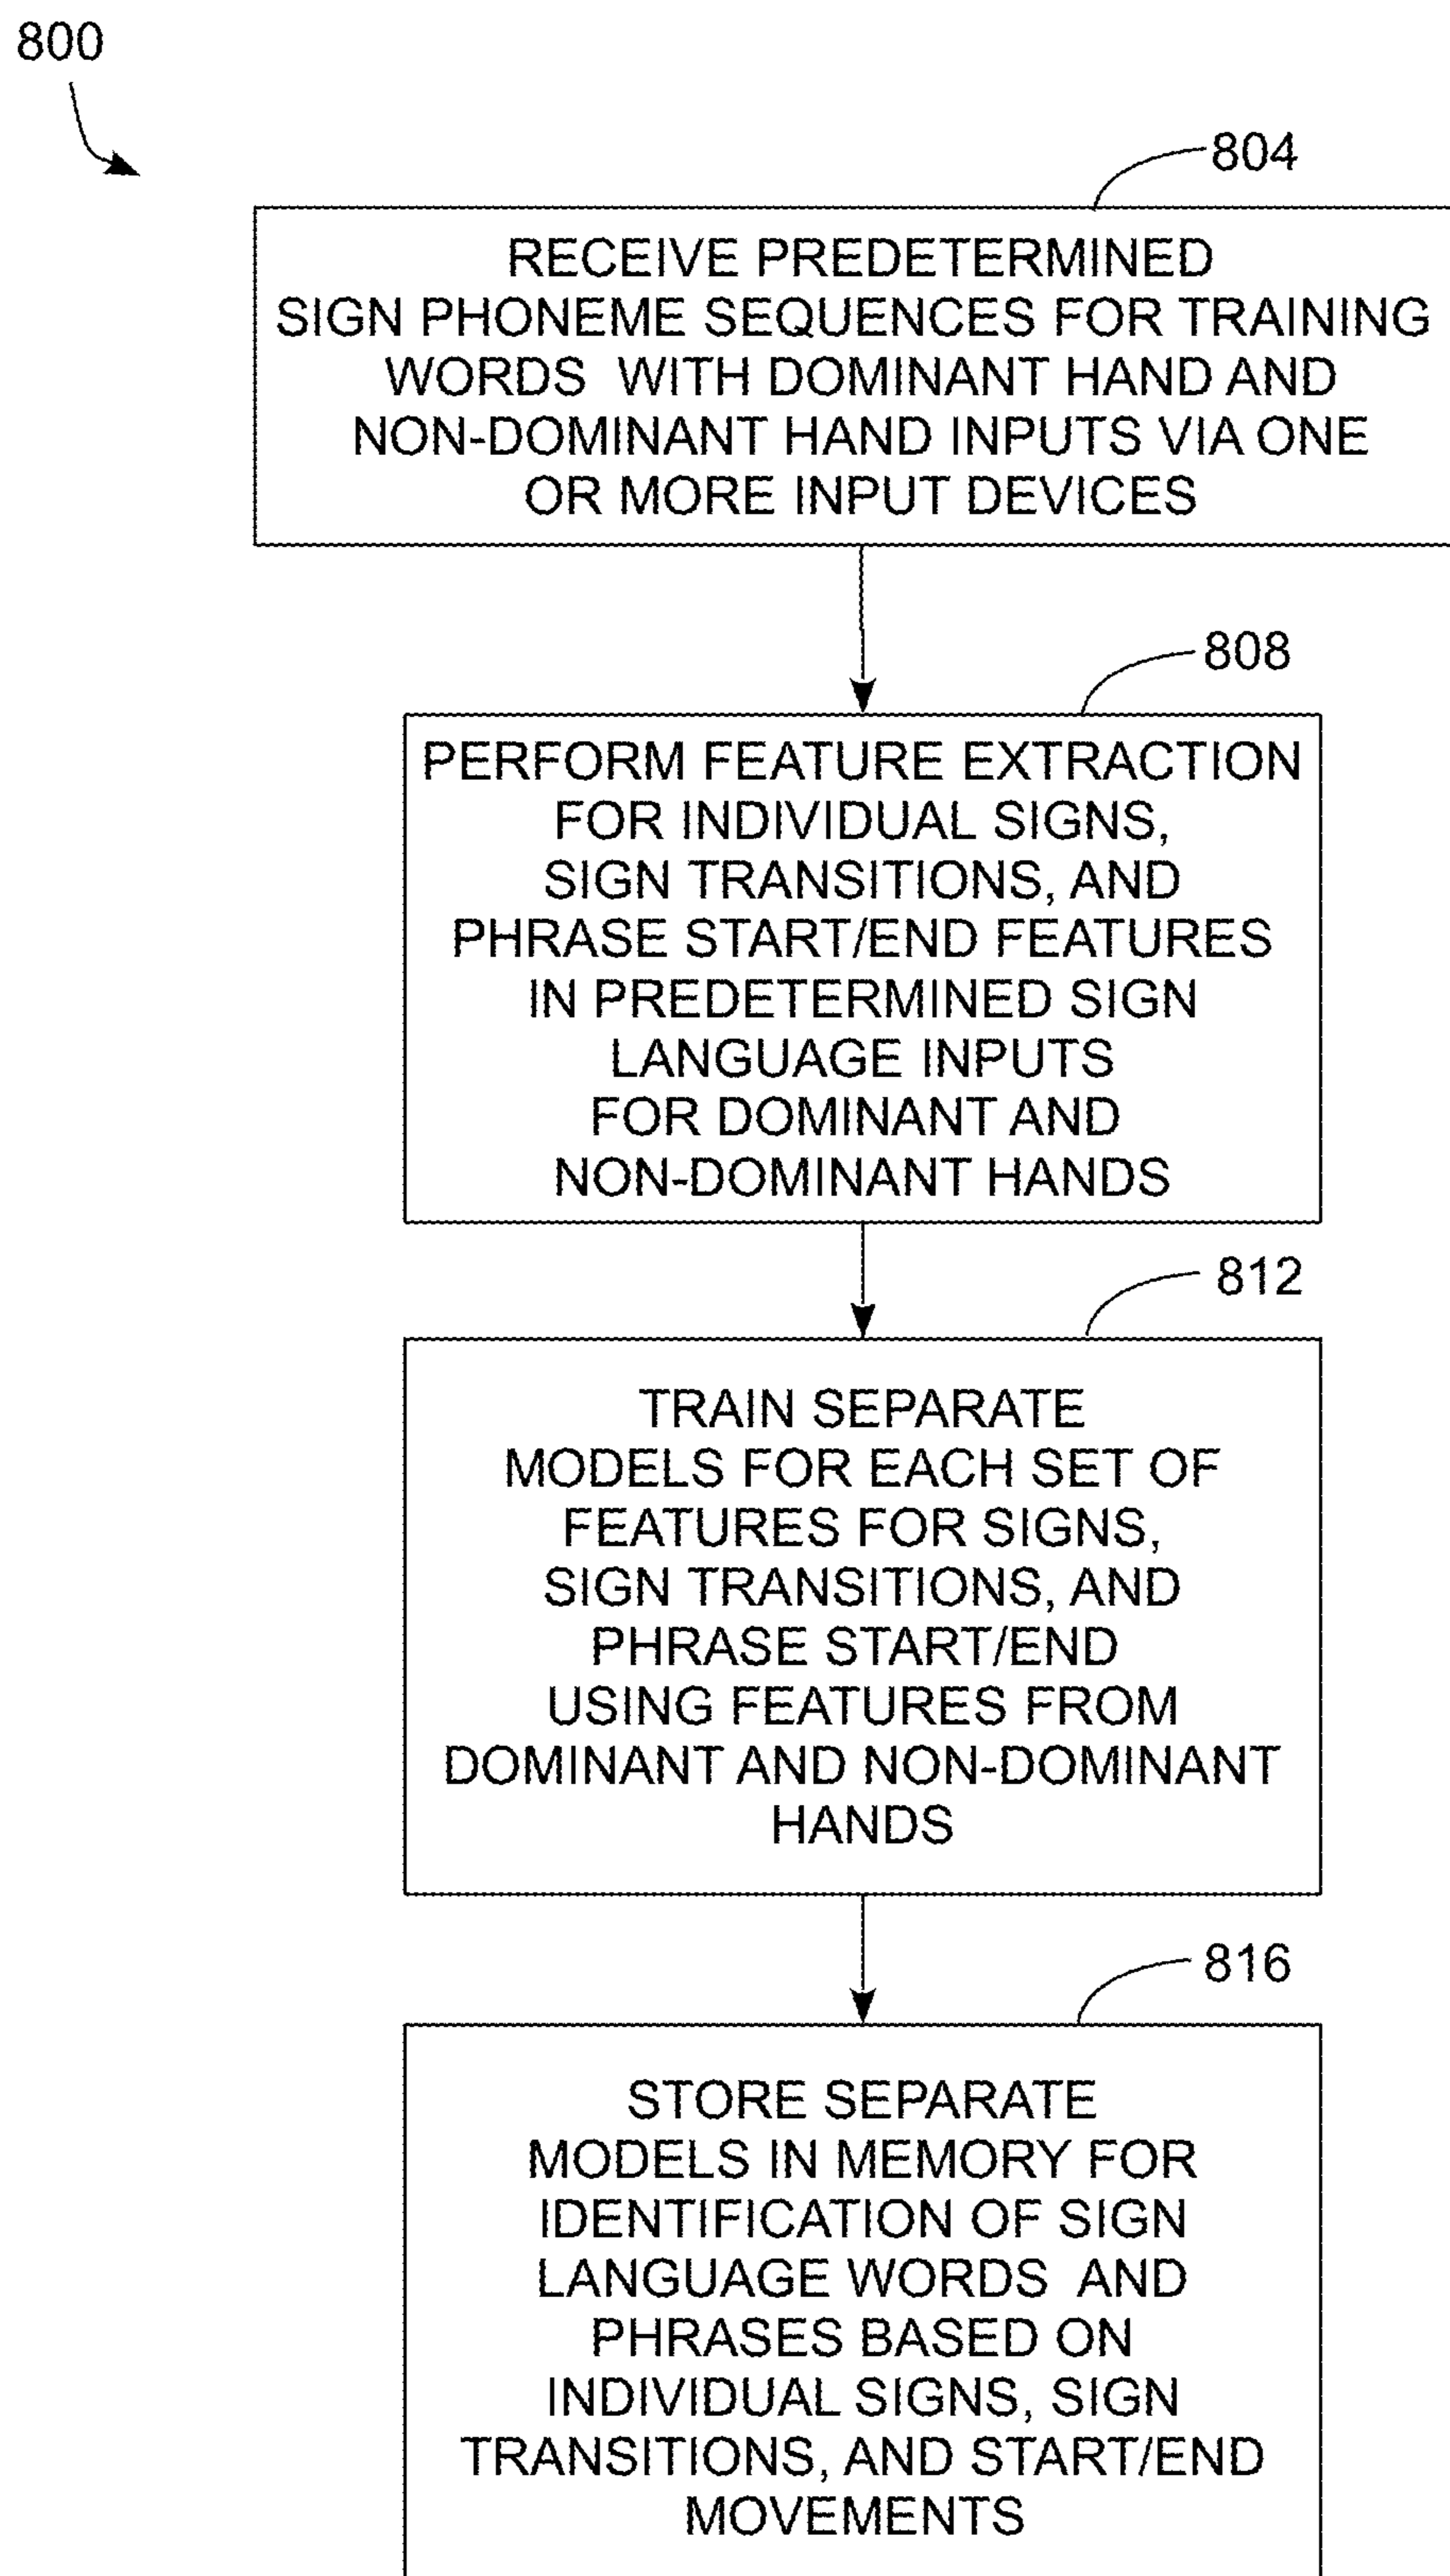 800
804
RECEIVE PREDETERMINED
SIGN PHONEME SEQUENCES FOR TRAINING
WORDS WITH DOMINANT HAND AND
NON-DOMINANT HAND INPUTS VIA ONE
OR MORE INPUT DEVICES
808
PERFORM FEATURE EXTRACTION
FOR INDIVIDUAL SIGNS,
SIGN TRANSITIONS, AND
PHRASE START/END FEATURES
IN PREDETERMINED SIGN
LANGUAGE INPUTS
FOR DOMINANT AND
NON-DOMINANT HANDS
812
TRAIN SEPARATE
MODELS FOR EACH SET OF
FEATURES FOR SIGNS,
SIGN TRANSITIONS, AND
PHRASE START/END
USING FEATURES FROM
DOMINANT AND NON-DOMINANT
HANDS
816
STORE SEPARATE
MODELS IN MEMORY FOR
IDENTIFICATION OF SIGN
LANGUAGE WORDS AND
PHRASES BASED ON
INDIVIDUAL SIGNS, SIGN
TRANSITIONS, AND START/END
MOVEMENTS